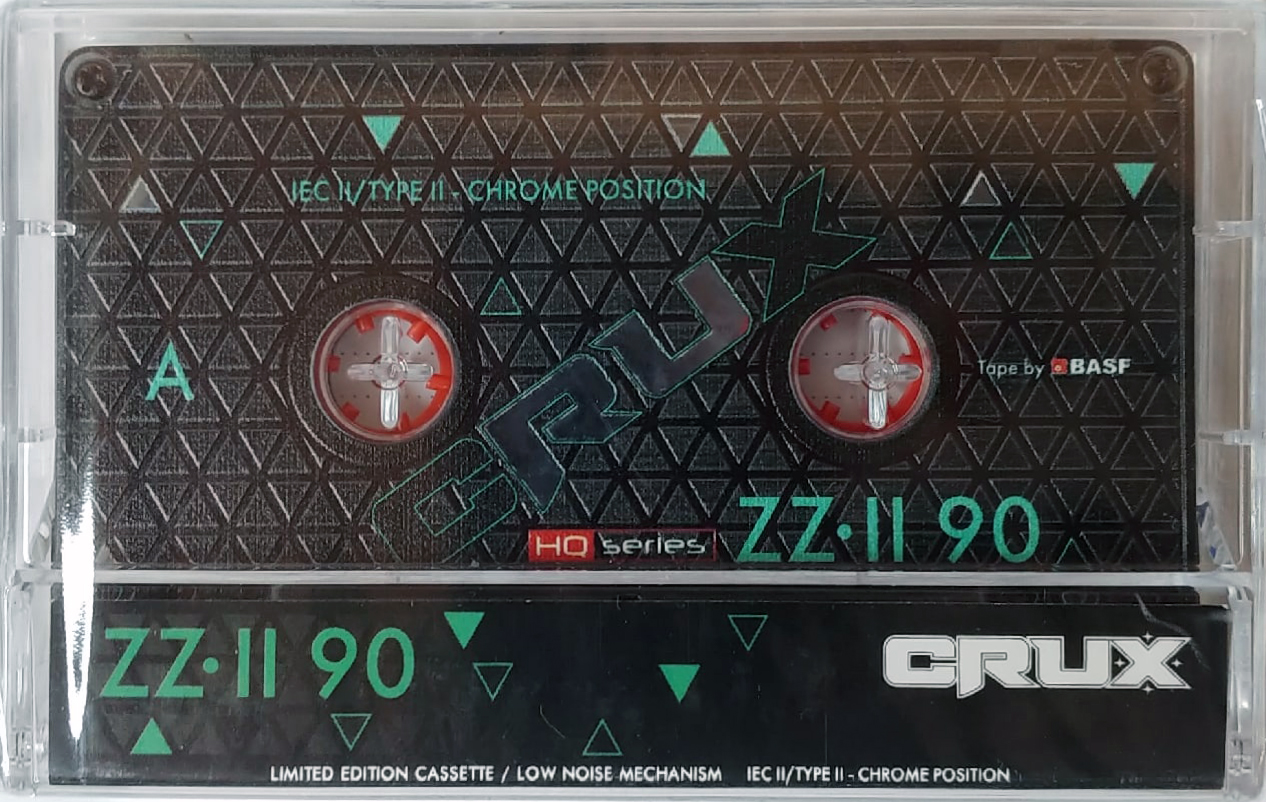 IEC II/TYPE II - CHROME POSITION
CRUX
A
Tape by BASF
HQ series
ZZ·II 90
ZZ·II 90
CRUX
LIMITED EDITION CASSETTE / LOW NOISE MECHANISM IEC II/TYPE II - CHROME POSITION